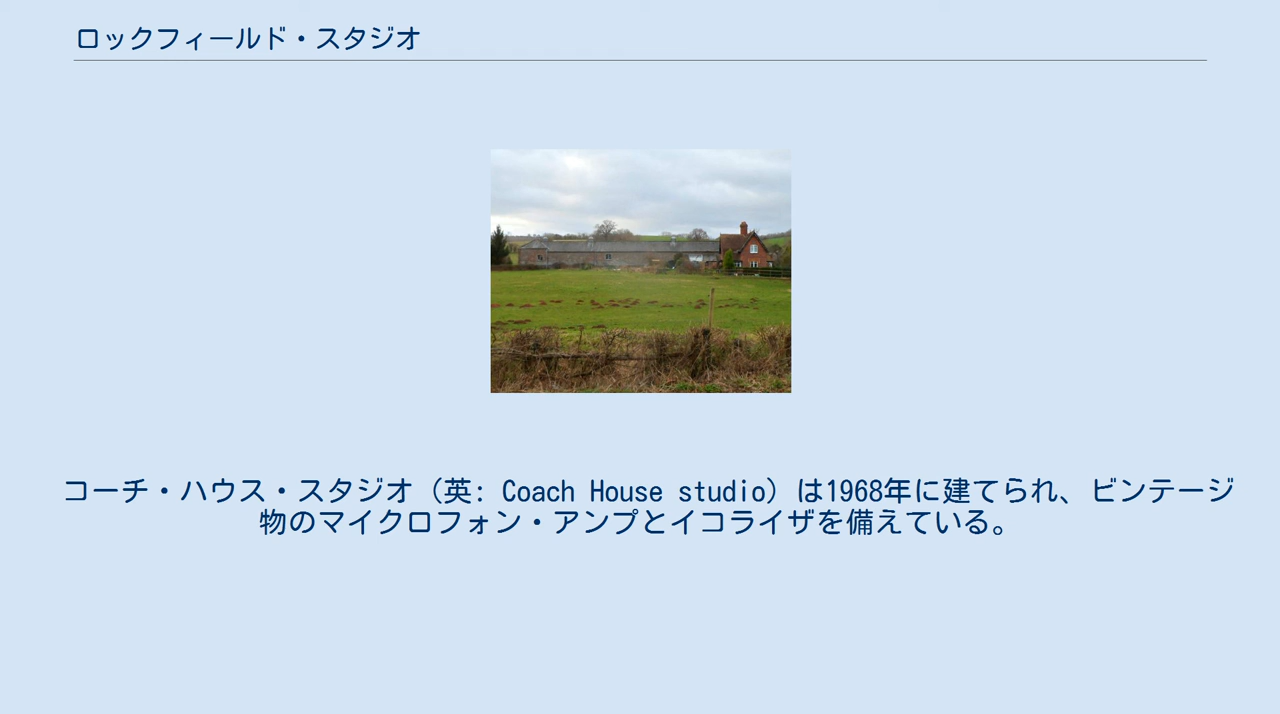 ロックフィールド・スタジオ
コーチ・ハウス・スタジオ（英: Coach House studio）は1968年に建てられ、ビンテージ
物のマイクロフォン・アンプとイコライザを備えている。